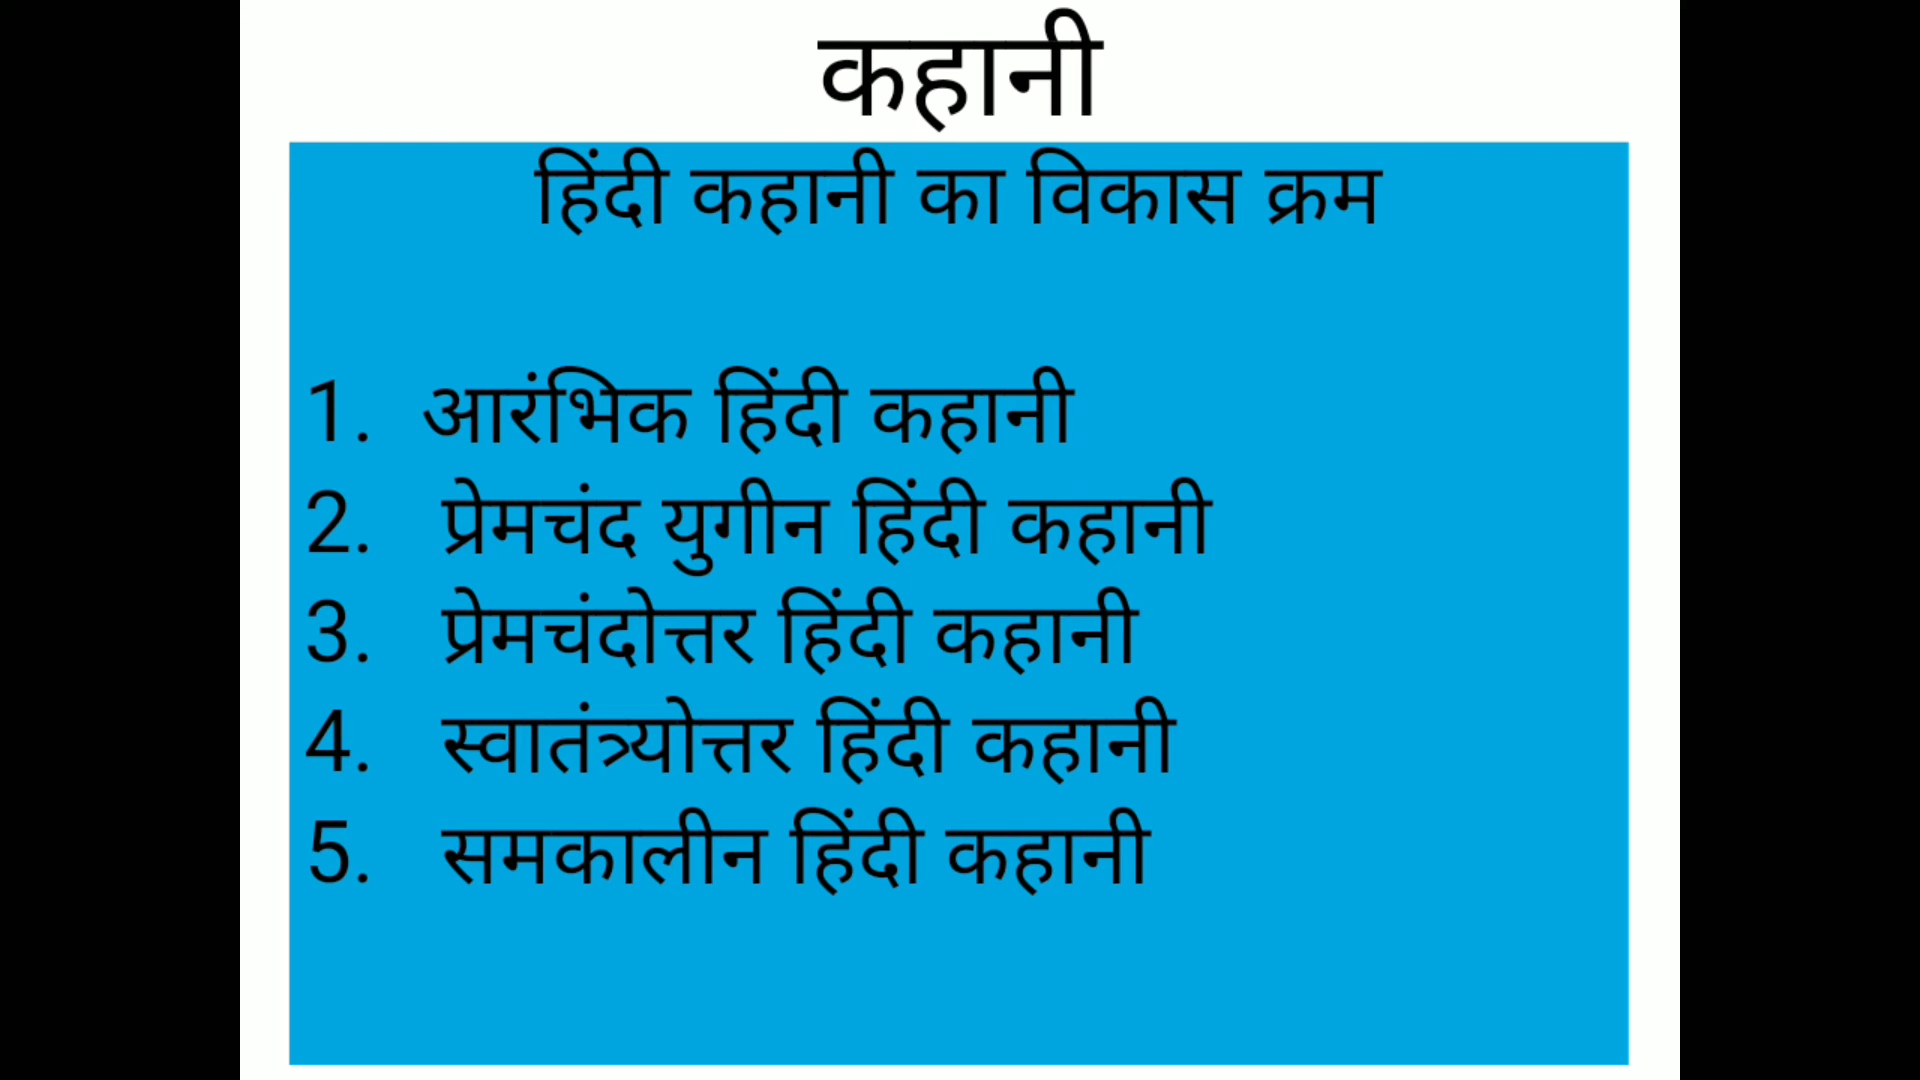 कहानी
हिंदी कहानी का विकास क्रम
1. आरंभिक हिंदी कहानी
2. प्रेमचंद युगीन हिंदी कहानी
3. प्रेमचंदोत्तर हिंदी कहानी
4. स्वातंत्र्योत्तर हिंदी कहानी
5. समकालीन हिंदी कहानी